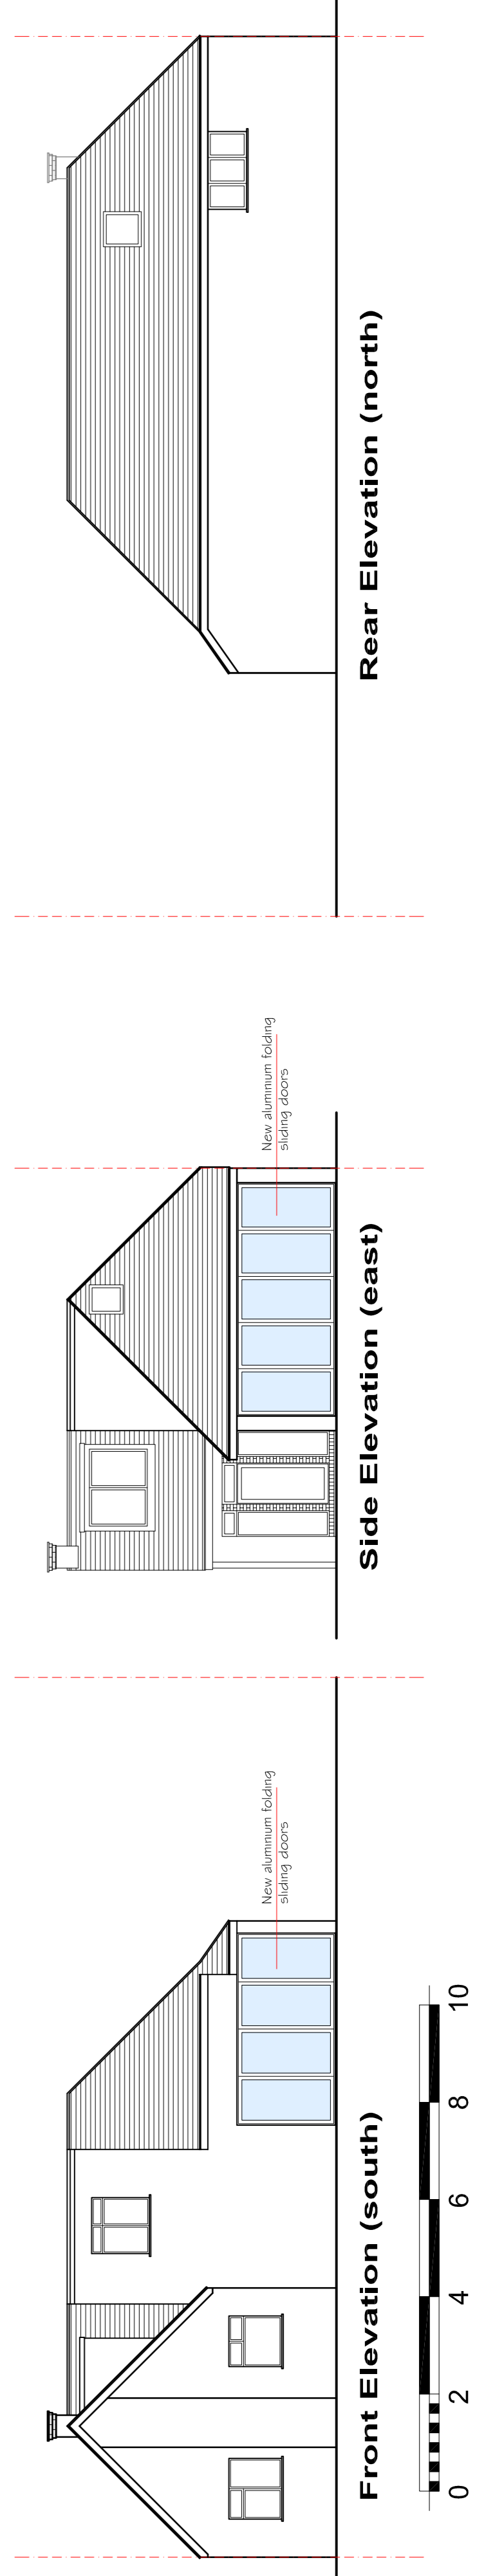 Front Elevation (south)
New aluminium folding
sliding doors
0 2 4 6 8 10
Side Elevation (east)
New aluminium folding
sliding doors
Rear Elevation (north)